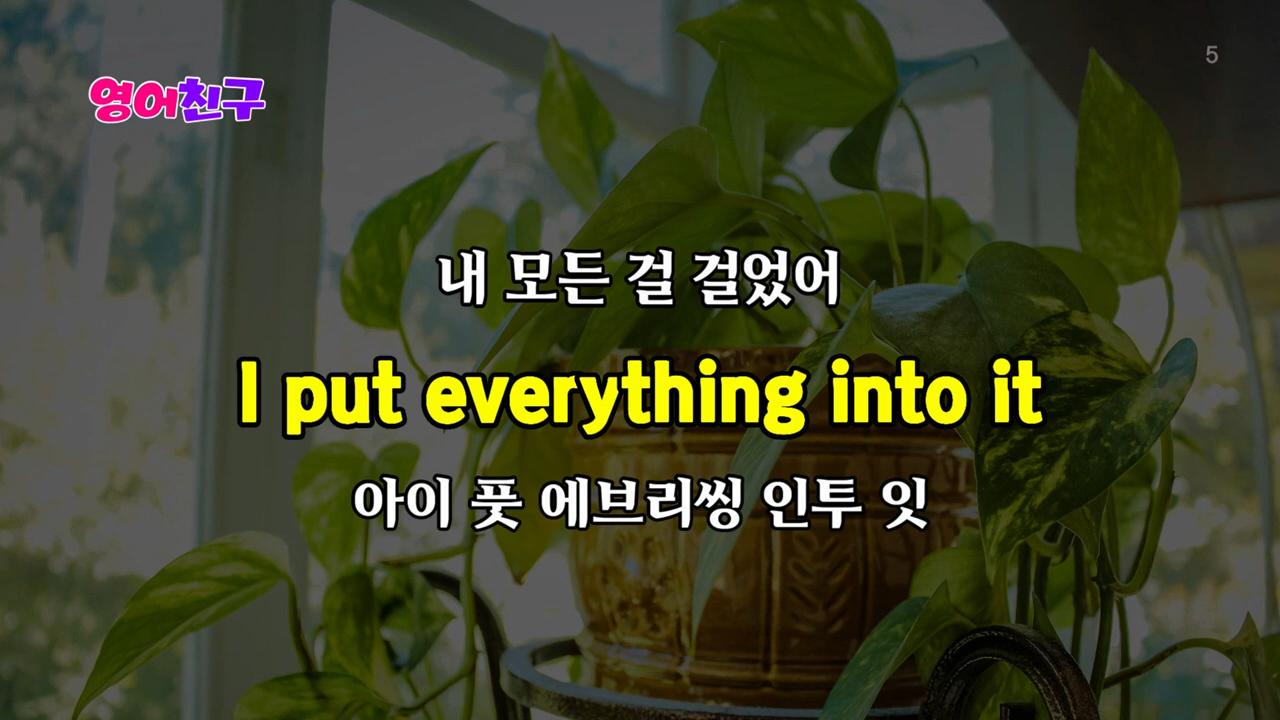 5
영어친구
내 모든 걸 걸었어
I put everything into it
아이 풋 에브리씽 인투 잇